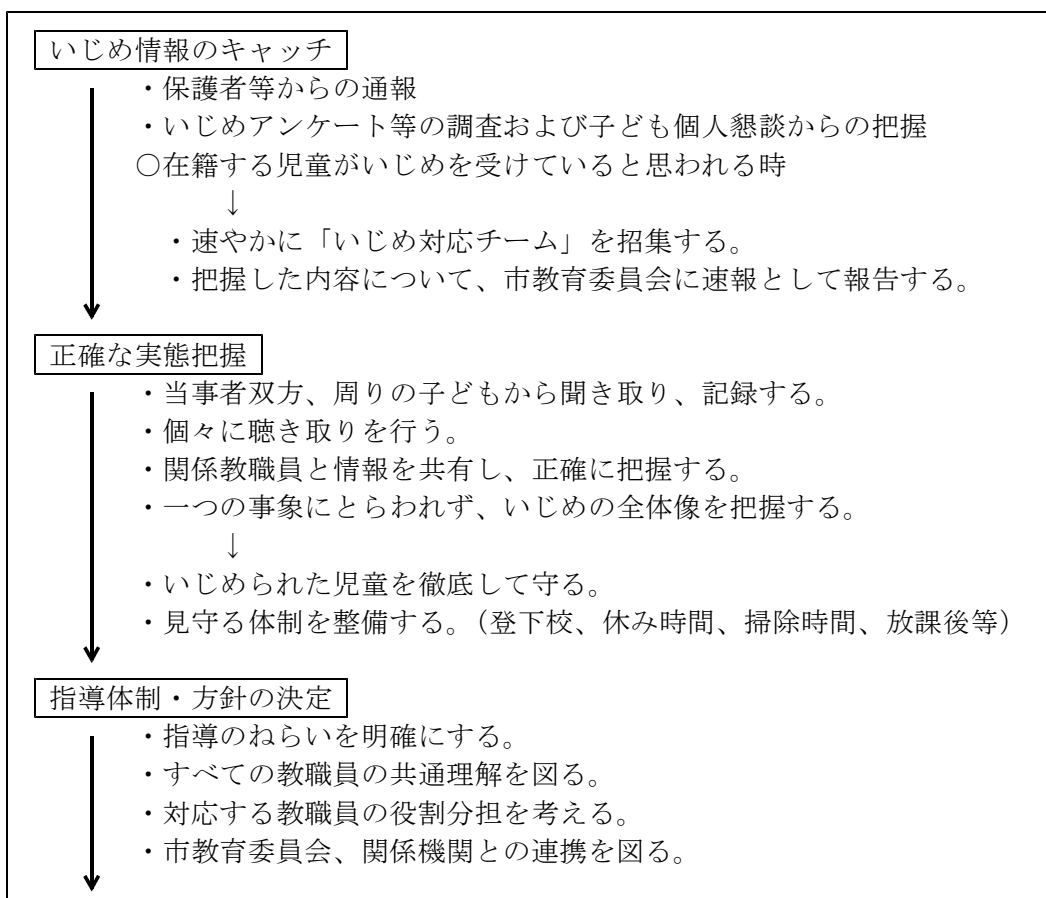 いじめ情報のキャッチ
・保護者等からの通報
・いじめアンケート等の調査および子ども個人懇談からの把握
○在籍する児童がいじめを受けていると思われる時
↓
・速やかに「いじめ対応チーム」を招集する。
・把握した内容について、市教育委員会に速報として報告する。
正確な実態把握
・当事者双方、周りの子どもから聞き取り、記録する。
・個々に聴き取りを行う。
・関係教職員と情報を共有し、正確に把握する。
・一つの事象にとらわれず、いじめの全体像を把握する。
↓
・いじめられた児童を徹底して守る。
・見守る体制を整備する。（登下校、休み時間、掃除時間、放課後等）
指導体制・方針の決定
・指導のねらいを明確にする。
・すべての教職員の共通理解を図る。
・対応する教職員の役割分担を考える。
・市教育委員会、関係機関との連携を図る。